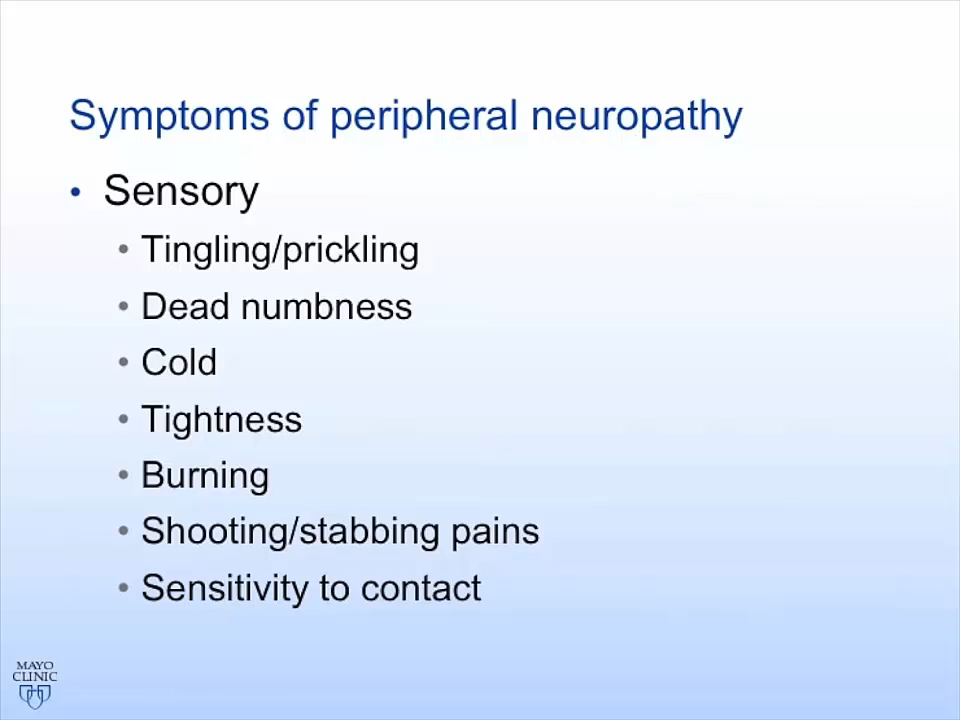 Symptoms of peripheral neuropathy
• Sensory
• Tingling/prickling
• Dead numbness
• Cold
• Tightness
• Burning
• Shooting/stabbing pains
• Sensitivity to contact
MAYO
CLINIC